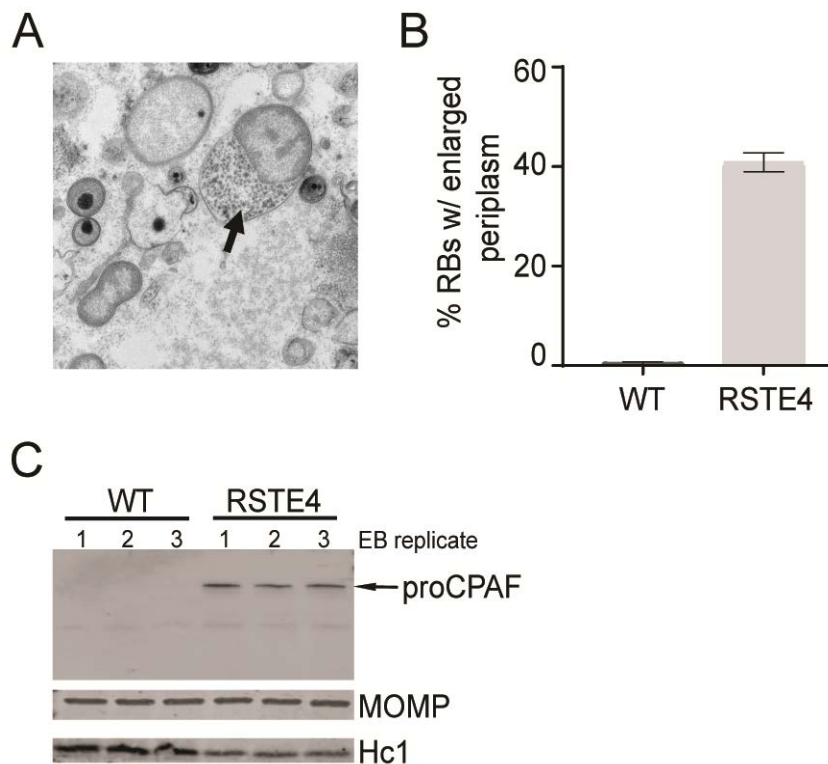 A
B
% RBs w/ enlarged
periplasm
60
40
20
0
WT
RSTE4
C
WT
RSTE4
1 2 3 1 2 3 EB replicate
proCPAF
MOMP
Hc1